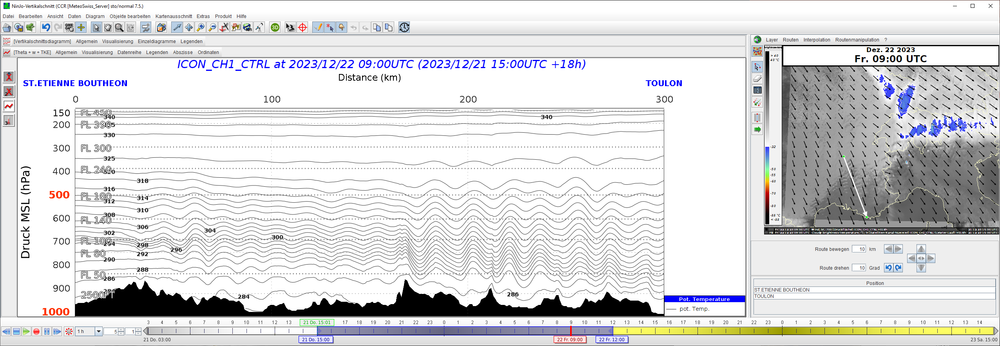 NinJo-Vertikalschnitt (CCR [MeteoSwiss_Server] sto/normal 7.5.)
Datei Bearbeiten Ansicht Daten Diagram Objekte bearbeiten Kartenausschnitt Extras Produkt Hilfe
GME
km
3D
[Vertikalschnittsdiagramm] Allgemein Visualisierung Einzeldiagramme Legenden
[Theta + w + TKE] Allgemein Visualisierung Datenreihe Legenden Abszisse Ordinaten
ICON_CH1_CTRL at 2023/12/22 09:00UTC (2023/12/21 15:00UTC +18h)
Distance (km)
ST.ETIENNE BOUTHEON
TOULON
0 100 200 300
Druck MSL (hPa)
150
200
300
400
500
600
700
800
900
1000
FL 450
FL 390
FL 300
FL 240
FL 180
FL 140
FL 100
FL 80
FL 50
2500FT
340 340
330
325
318
316
314
312
310
308
306
304
302
300
298
294
296
292
290
288
286
284 286
Pot. Temperature
pot. Temp.
Layer Routen Interpolation Routenmanipulation ?
Dez. 22 2023
Fr. 09:00 UTC
> 40
40 °C
-32
-50
-55
-60
-70
-80
-88 °C
< -88
Fr. 22.12.23 09:00 UTC Wind, kt, 700 [Druckfläche] ICON_CH1_CTRL+018h 21.12.23 15:00 UTC
Fr. 22.12.23 09:00 UTC Cloudy brightness temperature, °C, 9 [Satelliten-Kanal-Nummer] ICON_CH1_CTRL (Letzter Lauf) +018h 21.12.23 15:00 UTC
Route bewegen 10 km
Route drehen 10 Grad
Position
ST.ETIENNE BOUTHEON
TOULON
3 4 5 6 7 8 9 10 11 12 13 21 Do. 15:01 17 18 19 20 21 22 23 0 1 2 3 4 5 6 7 8 9 10 11 12 13 14 15 16 17 18 19 20 21 22 23 0 1 2 3 4 5 6 7 8 9 10 11 12 13 14
1 h 5 1
21 Do. 03:00 21 Do. 15:00 22 Fr. 09:00 22 Fr. 12:00 23 Sa. 15:00